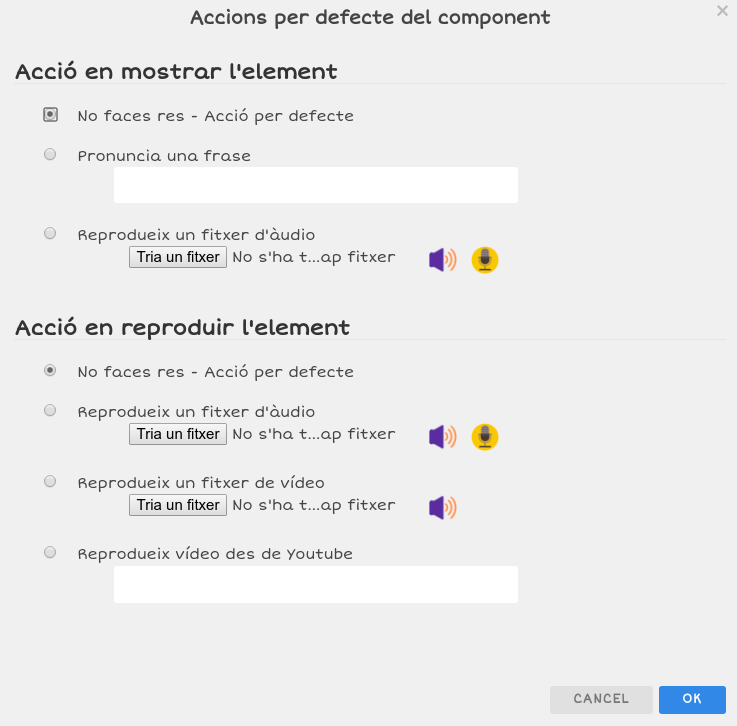 Accions per defecte del component
Acció en mostrar l'element
No faces res - Acció per defecte
Pronuncia una frase
Reprodueix un fitxer d'àudio
Tria un fitxer No s'ha t...ap fitxer
Acció en reproduir l'element
No faces res - Acció per defecte
Reprodueix un fitxer d'àudio
Tria un fitxer No s'ha t...ap fitxer
Reprodueix un fitxer de vídeo
Tria un fitxer No s'ha t...ap fitxer
Reprodueix vídeo des de Youtube
CANCEL OK